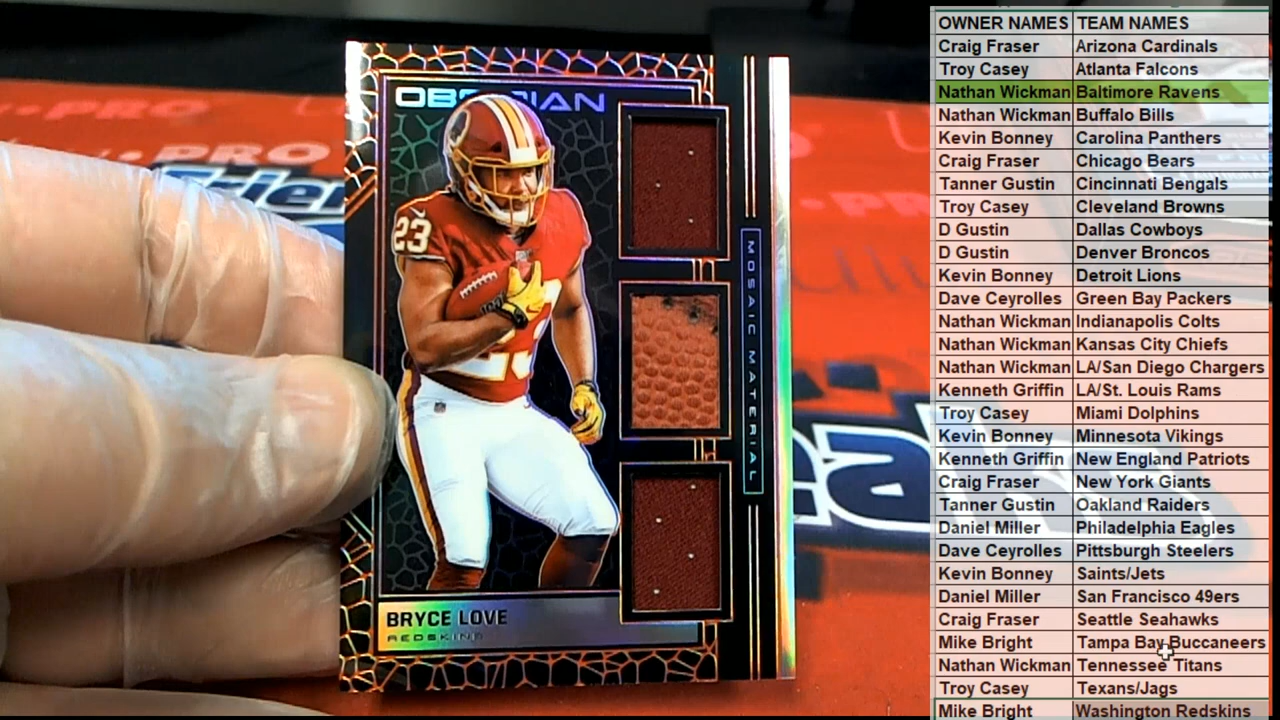 OBSIDIAN
23
BRYCE LOVE
REDSKINS
MOSAIC MATERIAL
PRO
OWNER NAMES TEAM NAMES
Craig Fraser Arizona Cardinals
Troy Casey Atlanta Falcons
Nathan Wickman Baltimore Ravens
Nathan Wickman Buffalo Bills
Kevin Bonney Carolina Panthers
Craig Fraser Chicago Bears
Tanner Gustin Cincinnati Bengals
Troy Casey Cleveland Browns
D Gustin Dallas Cowboys
D Gustin Denver Broncos
Kevin Bonney Detroit Lions
Dave Ceyrolles Green Bay Packers
Nathan Wickman Indianapolis Colts
Nathan Wickman Kansas City Chiefs
Nathan Wickman LA/San Diego Chargers
Kenneth Griffin LA/St. Louis Rams
Troy Casey Miami Dolphins
Kevin Bonney Minnesota Vikings
Kenneth Griffin New England Patriots
Craig Fraser New York Giants
Tanner Gustin Oakland Raiders
Daniel Miller Philadelphia Eagles
Dave Ceyrolles Pittsburgh Steelers
Kevin Bonney Saints/Jets
Daniel Miller San Francisco 49ers
Craig Fraser Seattle Seahawks
Mike Bright Tampa Bay Buccaneers
Nathan Wickman Tennessee Titans
Troy Casey Texans/Jags
Mike Bright Washington Redskins